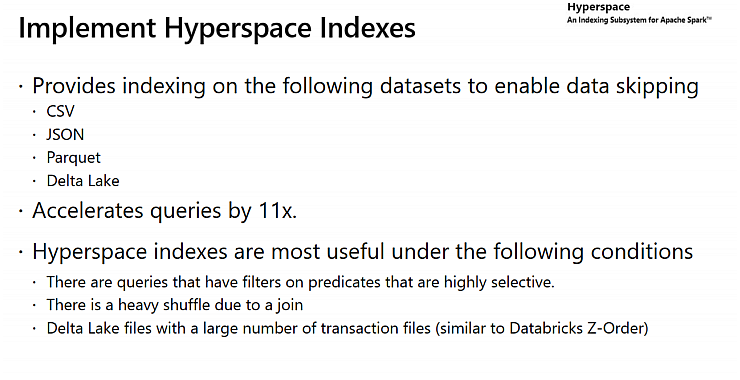 Hyperspace
An Indexing Subsystem for Apache Spark™
Implement Hyperspace Indexes
· Provides indexing on the following datasets to enable data skipping
· CSV
· JSON
· Parquet
· Delta Lake
· Accelerates queries by 11x.
· Hyperspace indexes are most useful under the following conditions
· There are queries that have filters on predicates that are highly selective.
· There is a heavy shuffle due to a join
· Delta Lake files with a large number of transaction files (similar to Databricks Z-Order)